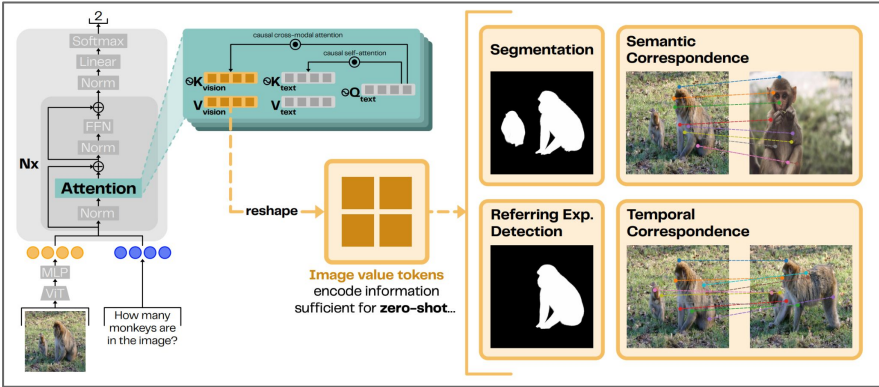 2
Softmax
Linear
Norm
FFN
Norm
Nx
Attention
Norm
MLP
ViT
How many
monkeys are
in the image?
causal cross-modal attention
causal self-attention
K vision
K text
Q text
V vision
V text
reshape
Image value tokens
encode information
sufficient for zero-shot...
Segmentation
Semantic
Correspondence
Referring Exp.
Detection
Temporal
Correspondence